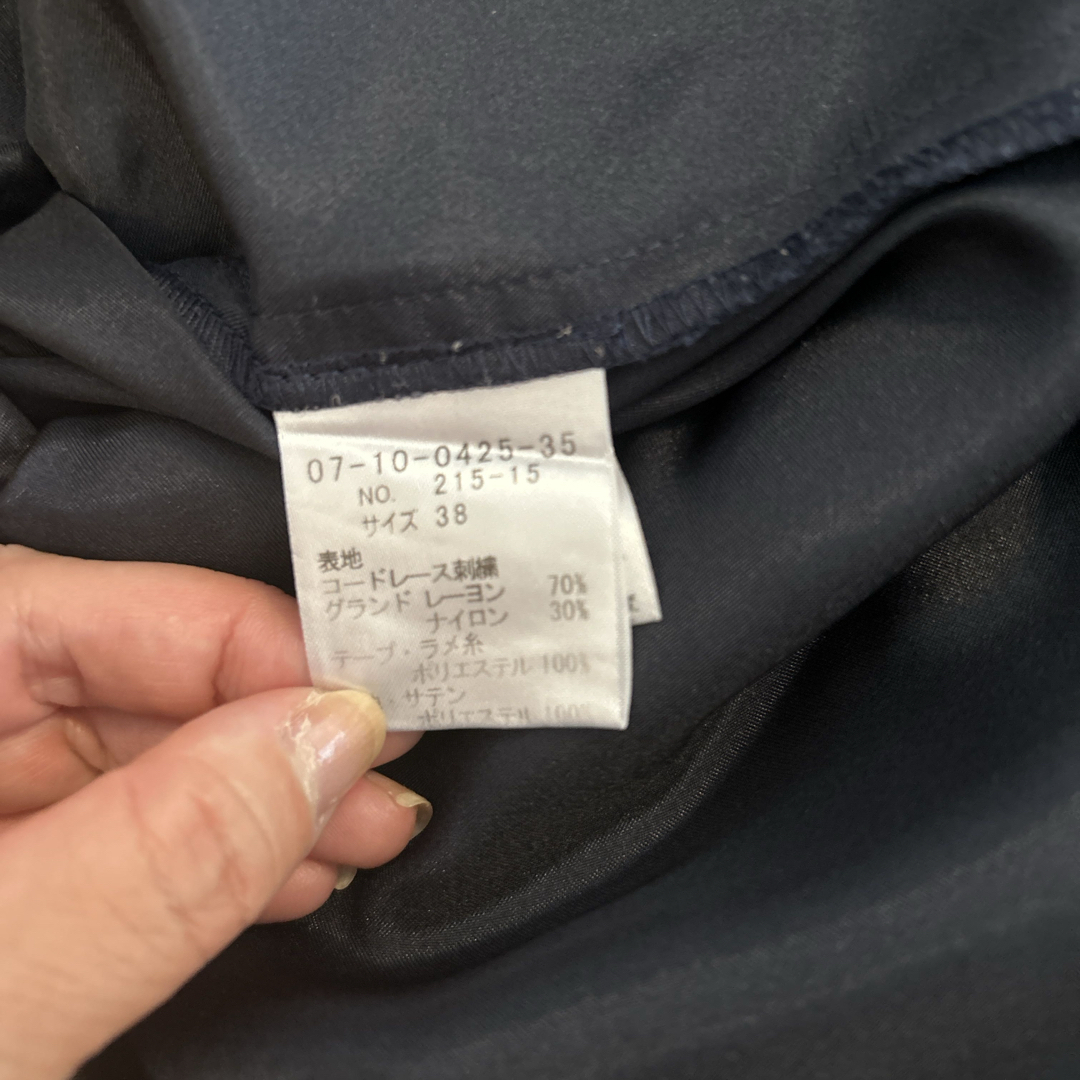 07-10-0425-35
NO. 215-15
サイズ 38
表地
コードレース刺繍
グランド レーヨン 70%
ナイロン 30%
テープ・ラメ糸
ポリエステル 100%
サテン
ポリエステル 100%